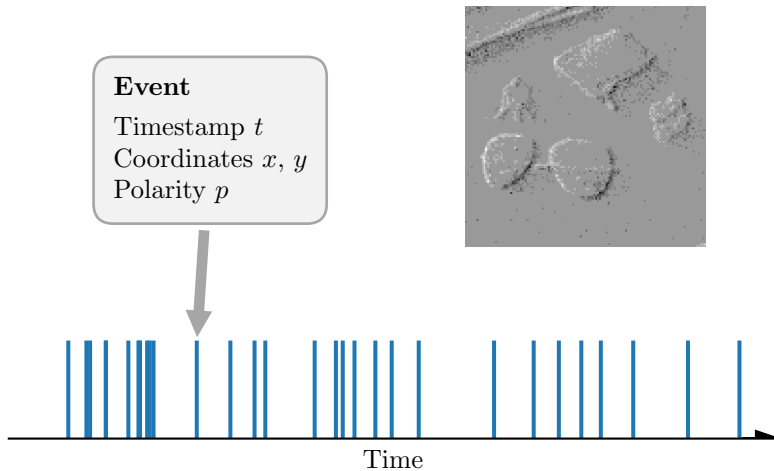 Event
Timestamp t
Coordinates x, y
Polarity p
Time